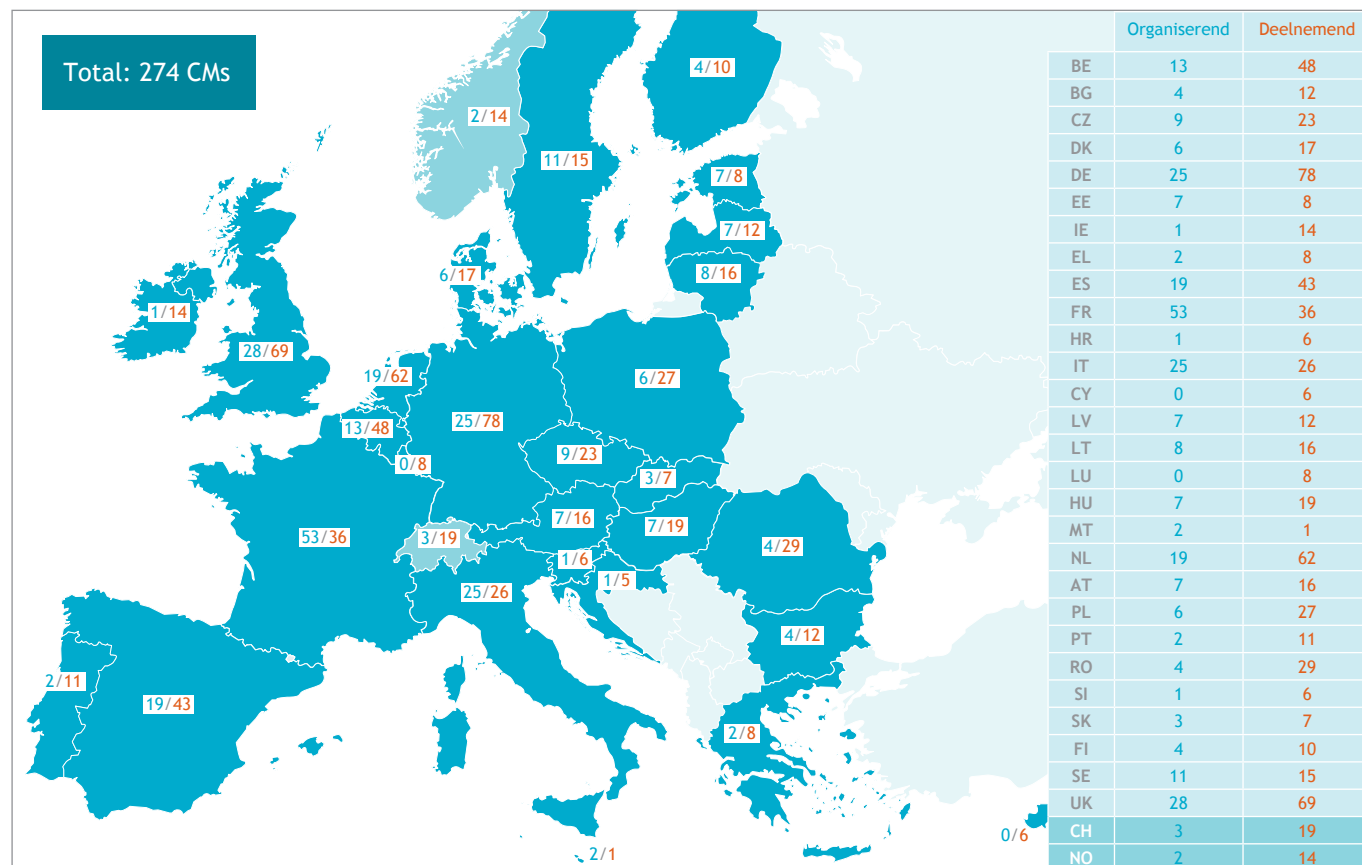 Total: 274 CMs
4/10
2/14
11/15
7/8
7/12
6/17
8/16
1/14
28/69
19/62
6/27
13/48
25/78
9/23
0/8
3/7
7/16
7/19
53/36
3/19
4/29
1/6
1/5
25/26
4/12
2/11
19/43
2/8
0/6
2/1
Organiserend Deelnemend
BE 13 48
BG 4 12
CZ 9 23
DK 6 17
DE 25 78
EE 7 8
IE 1 14
EL 2 8
ES 19 43
FR 53 36
HR 1 6
IT 25 26
CY 0 6
LV 7 12
LT 8 16
LU 0 8
HU 7 19
MT 2 1
NL 19 62
AT 7 16
PL 6 27
PT 2 11
RO 4 29
SI 1 6
SK 3 7
FI 4 10
SE 11 15
UK 28 69
CH 3 19
NO 2 14